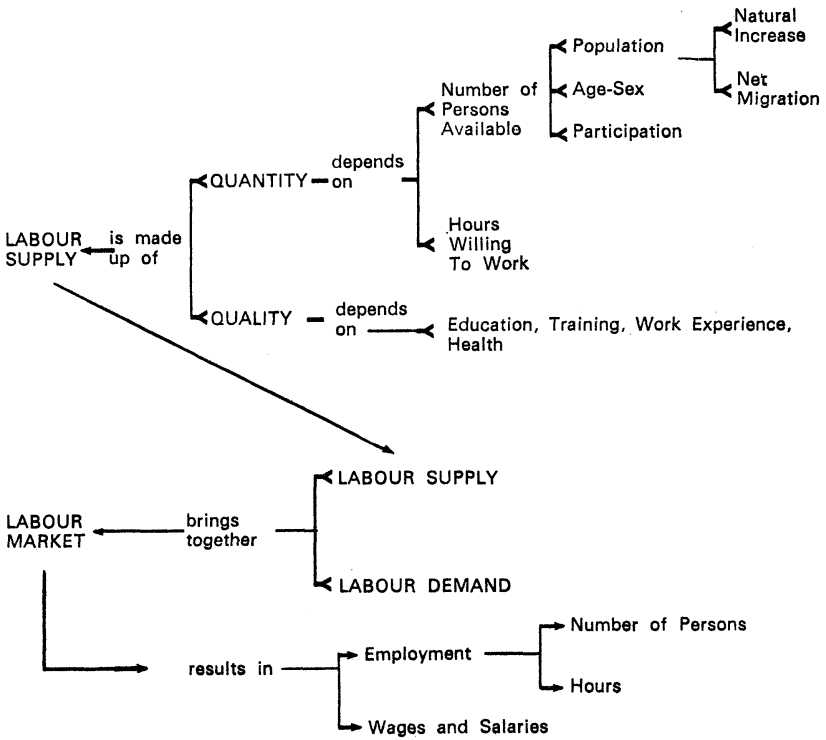 Natural
Increase
Population
Net
Migration
Number of
Persons
Available
Age-Sex
Participation
depends
on
QUANTITY
LABOUR
SUPPLY
is made
up of
Hours
Willing
To Work
QUALITY
depends
on
Education, Training, Work Experience,
Health
LABOUR SUPPLY
LABOUR
MARKET
brings
together
LABOUR DEMAND
Number of Persons
results in
Employment
Hours
Wages and Salaries